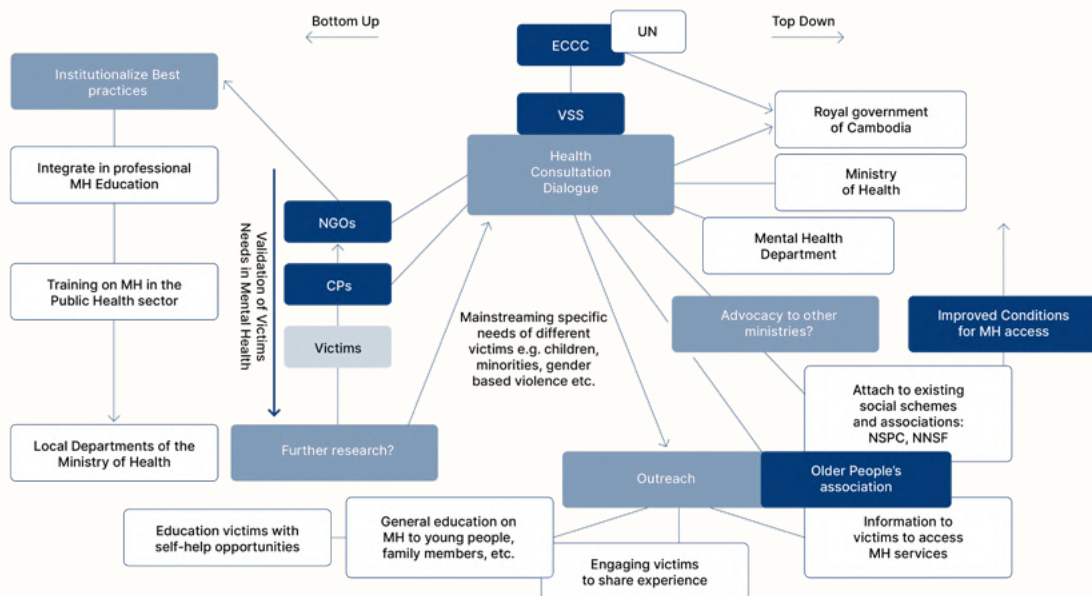 Bottom Up
Top Down
UN
ECCC
VSS
Institutionalize Best
practices
Royal government
of Cambodia
Health
Consultation
Dialogue
Integrate in professional
MH Education
Ministry
of Health
NGOs
Mental Health
Department
Validation of Victims
Needs in Mental Health
CPs
Training on MH in the
Public Health sector
Mainstreaming specific
needs of different
victims e.g. children,
minorities, gender
based violence etc.
Advocacy to other
ministries?
Improved Conditions
for MH access
Victims
Attach to existing
social schemes
and associations:
NSPC, NNSF
Local Departments of the
Ministry of Health
Further research?
Outreach
Older People's
association
Education victims with
self-help opportunities
General education on
MH to young people,
family members, etc.
Engaging victims
to share experience
Information to
victims to access
MH services